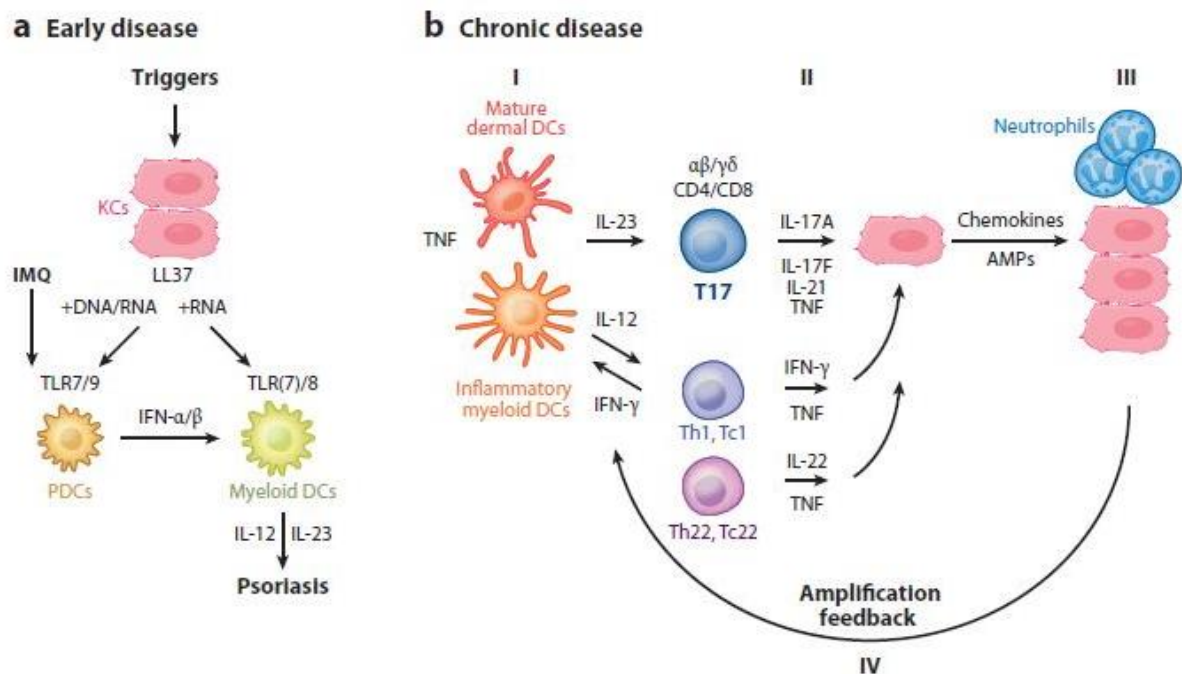 a Early disease
Triggers
KCs
IMQ
LL37
+DNA/RNA
+RNA
TLR7/9
TLR(7)/8
IFN-α/β
PDCs
Myeloid DCs
IL-12
IL-23
Psoriasis
b Chronic disease
I
II
III
Mature
dermal DCs
TNF
IL-23
αβ/γδ
CD4/CD8
T17
IL-17A
IL-17F
IL-21
TNF
Chemokines
AMPs
Neutrophils
IL-12
IFN-γ
Inflammatory
myeloid DCs
Th1, Tc1
IFN-γ
TNF
Th22, Tc22
IL-22
TNF
Amplification
feedback
IV